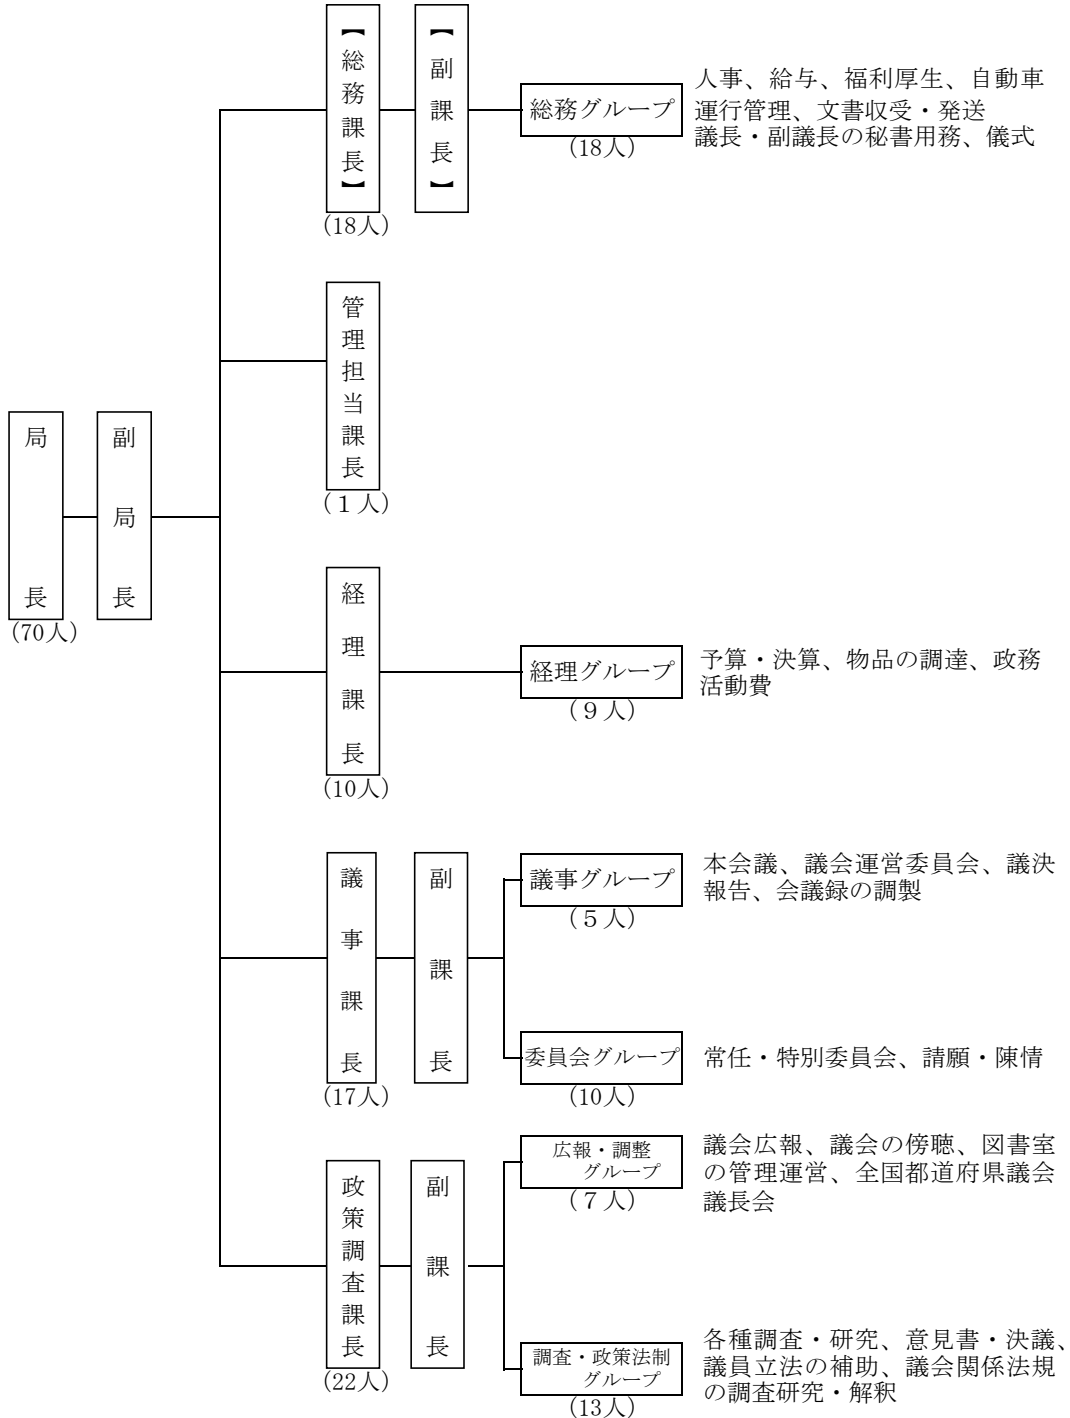 局長
(70人)
副局長
【総務課長】
(18人)
【副課長】
総務グループ
(18人)
人事、給与、福利厚生、自動車
運行管理、文書収受・発送
議長・副議長の秘書用務、儀式
管理担当課長
(１人)
経理課長
(10人)
経理グループ
(９人)
予算・決算、物品の調達、政務
活動費
議事課長
(17人)
副課長
議事グループ
(５人)
本会議、議会運営委員会、議決
報告、会議録の調製
委員会グループ
(10人)
常任・特別委員会、請願・陳情
政策調査課長
(22人)
副課長
広報・調整
グループ
(７人)
議会広報、議会の傍聴、図書室
の管理運営、全国都道府県議会
議長会
調査・政策法制
グループ
(13人)
各種調査・研究、意見書・決議、
議員立法の補助、議会関係法規
の調査研究・解釈